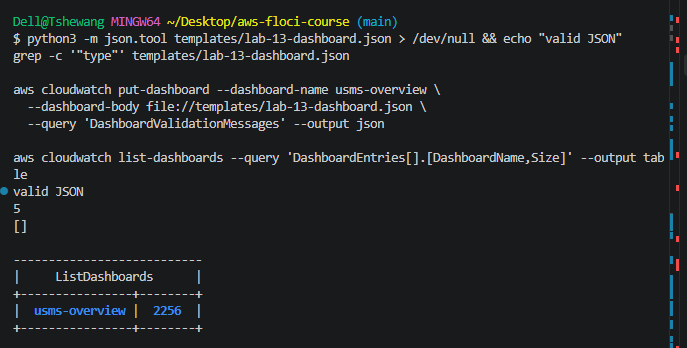 Dell@Tshewang MINGW64 ~/Desktop/aws-floci-course (main)
$ python3 -m json.tool templates/lab-13-dashboard.json > /dev/null && echo "valid JSON"
grep -c '"type"' templates/lab-13-dashboard.json

aws cloudwatch put-dashboard --dashboard-name usms-overview \
  --dashboard-body file://templates/lab-13-dashboard.json \
  --query 'DashboardValidationMessages' --output json

aws cloudwatch list-dashboards --query 'DashboardEntries[].[DashboardName,Size]' --output tab
le
valid JSON
5
[]

----------------------------
|     ListDashboards       |
+----------------+---------+
|  usms-overview |  2256   |
+----------------+---------+